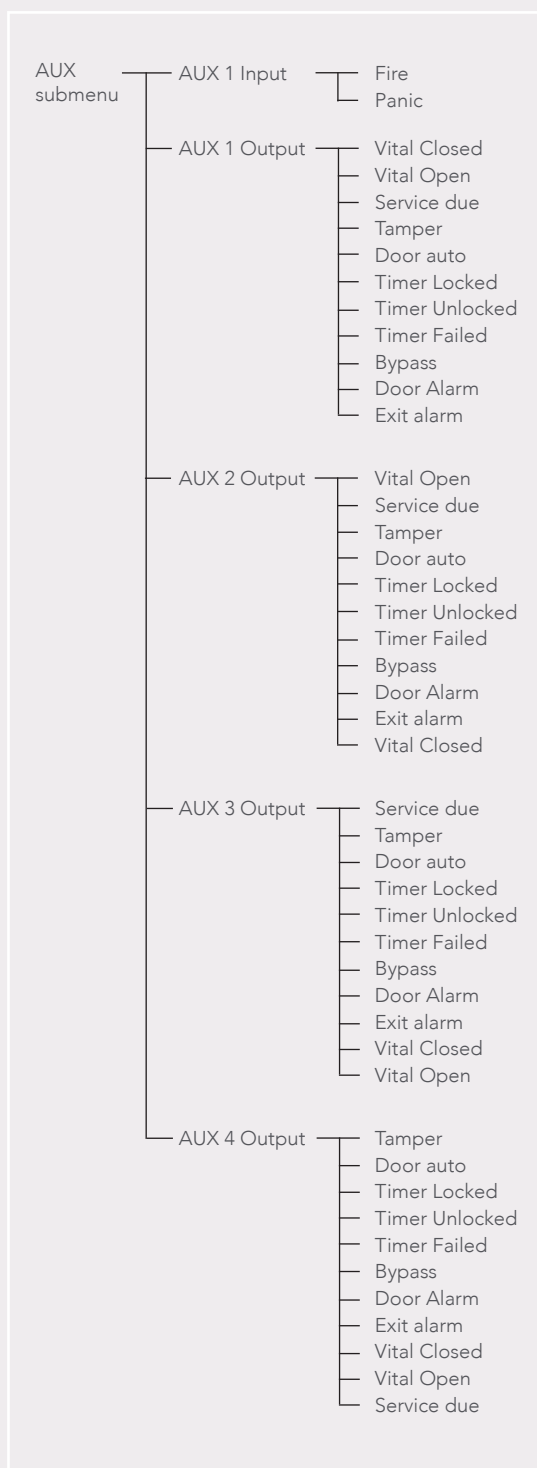 AUX
submenu
AUX 1 Input
Fire
Panic
AUX 1 Output
Vital Closed
Vital Open
Service due
Tamper
Door auto
Timer Locked
Timer Unlocked
Timer Failed
Bypass
Door Alarm
Exit alarm
AUX 2 Output
Vital Open
Service due
Tamper
Door auto
Timer Locked
Timer Unlocked
Timer Failed
Bypass
Door Alarm
Exit alarm
Vital Closed
AUX 3 Output
Service due
Tamper
Door auto
Timer Locked
Timer Unlocked
Timer Failed
Bypass
Door Alarm
Exit alarm
Vital Closed
Vital Open
AUX 4 Output
Tamper
Door auto
Timer Locked
Timer Unlocked
Timer Failed
Bypass
Door Alarm
Exit alarm
Vital Closed
Vital Open
Service due